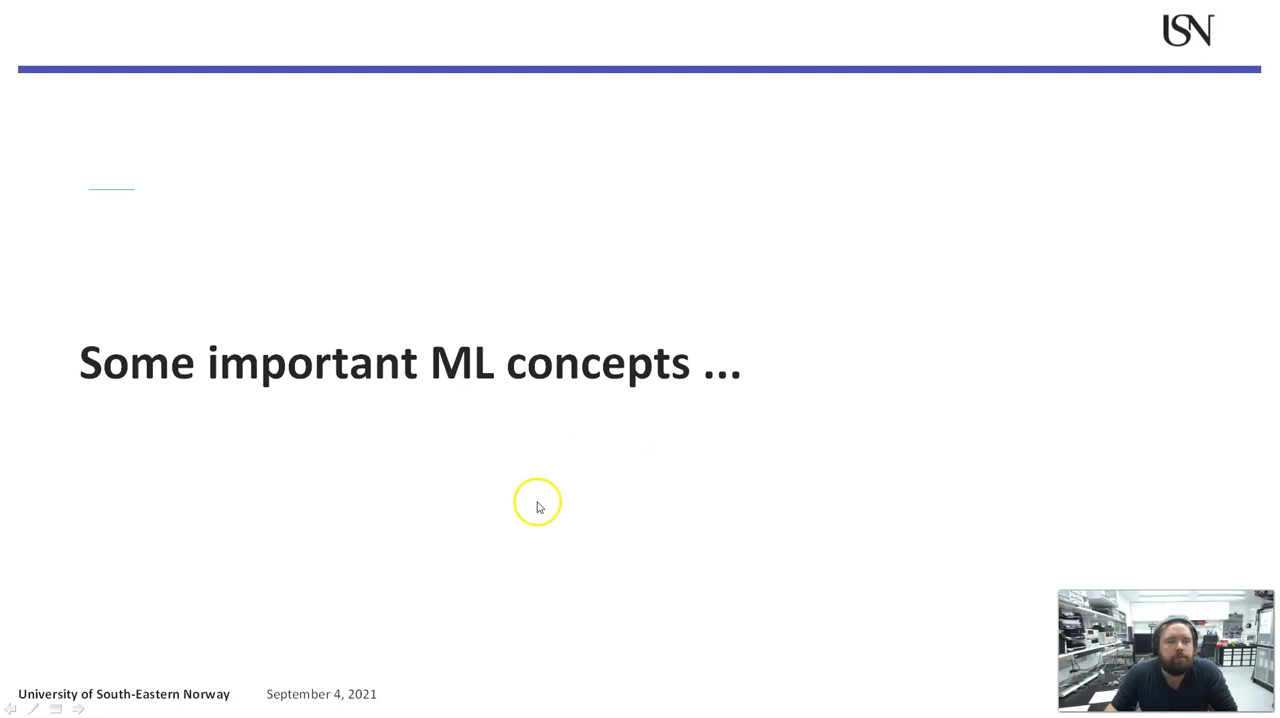 USN
Some important ML concepts ...
University of South-Eastern Norway September 4, 2021